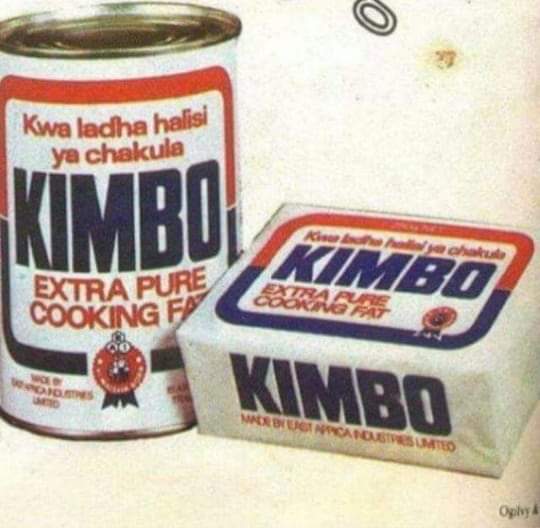 Kwa ladha halisi
ya chakula
KIMBO
EXTRA PURE
COOKING FAT
MADE BY
EAST AFRICA INDUSTRIES
LIMITED
Kwa ladha halisi ya chakula
KIMBO
EXTRA PURE
COOKING FAT
KIMBO
MADE BY EAST AFRICA INDUSTRIES LIMITED
Ogilvy &